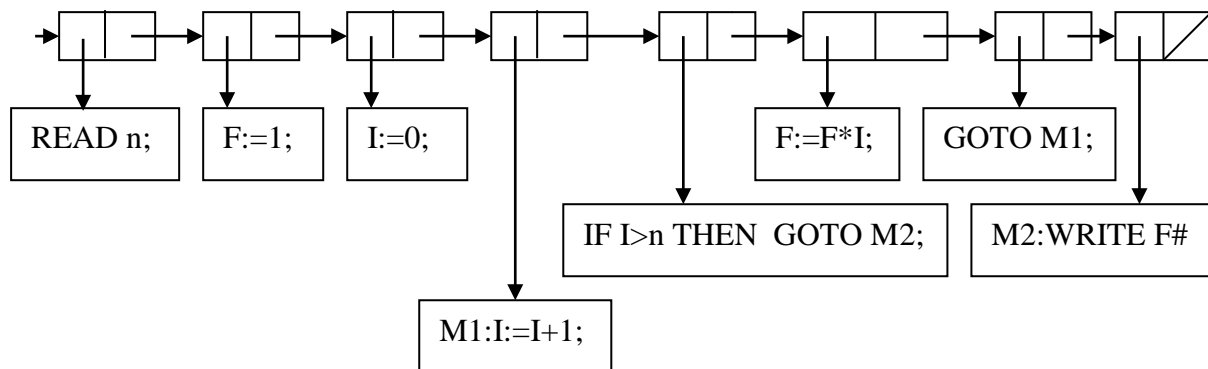 READ n;
F:=1;
I:=0;
F:=F*I;
GOTO M1;
IF I>n THEN GOTO M2;
M2:WRITE F#
M1:I:=I+1;